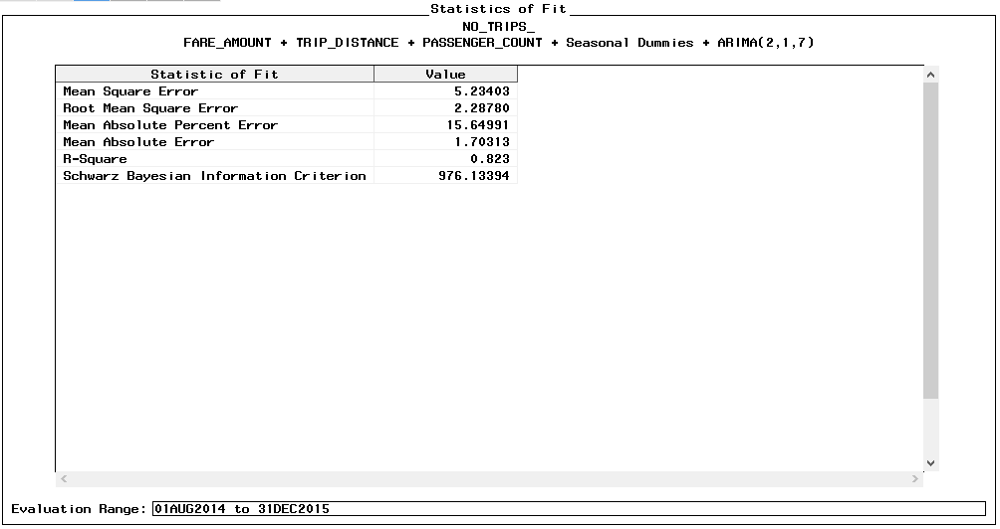 Statistics of Fit
NO_TRIPS_
FARE_AMOUNT + TRIP_DISTANCE + PASSENGER_COUNT + Seasonal Dummies + ARIMA(2,1,7)
Statistic of Fit Value
Mean Square Error 5.23403
Root Mean Square Error 2.28780
Mean Absolute Percent Error 15.64991
Mean Absolute Error 1.70313
R-Square 0.823
Schwarz Bayesian Information Criterion 976.13394
Evaluation Range: 01AUG2014 to 31DEC2015